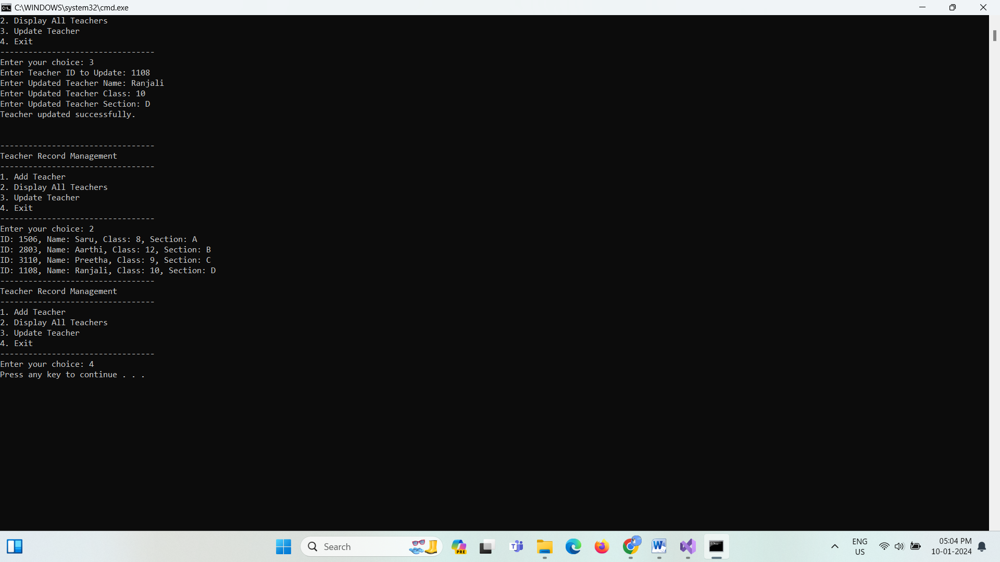 C:\WINDOWS\system32\cmd.exe
2. Display All Teachers
3. Update Teacher
4. Exit
---------------------------------
Enter your choice: 3
Enter Teacher ID to Update: 1108
Enter Updated Teacher Name: Ranjali
Enter Updated Teacher Class: 10
Enter Updated Teacher Section: D
Teacher updated successfully.
---------------------------------
Teacher Record Management
---------------------------------
1. Add Teacher
2. Display All Teachers
3. Update Teacher
4. Exit
---------------------------------
Enter your choice: 2
ID: 1506, Name: Saru, Class: 8, Section: A
ID: 2803, Name: Aarthi, Class: 12, Section: B
ID: 3110, Name: Preetha, Class: 9, Section: C
ID: 1108, Name: Ranjali, Class: 10, Section: D
---------------------------------
Teacher Record Management
---------------------------------
1. Add Teacher
2. Display All Teachers
3. Update Teacher
4. Exit
---------------------------------
Enter your choice: 4
Press any key to continue . . .
Search
PRE
ENG
US
05:04 PM
10-01-2024